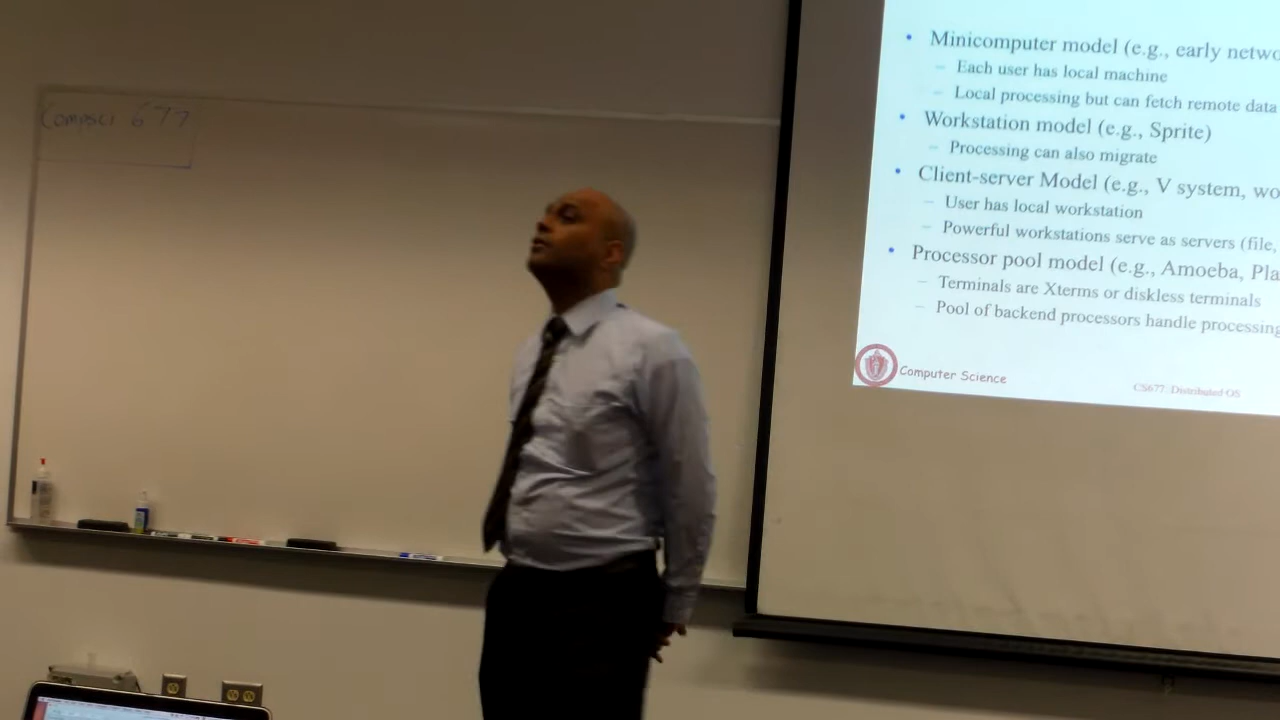 Compsci 677
• Minicomputer model (e.g., early netwo
– Each user has local machine
– Local processing but can fetch remote data
• Workstation model (e.g., Sprite)
– Processing can also migrate
• Client-server Model (e.g., V system, wo
– User has local workstation
– Powerful workstations serve as servers (file,
• Processor pool model (e.g., Amoeba, Pla
– Terminals are Xterms or diskless terminals
– Pool of backend processors handle processing
Computer Science
CS677: Distributed OS